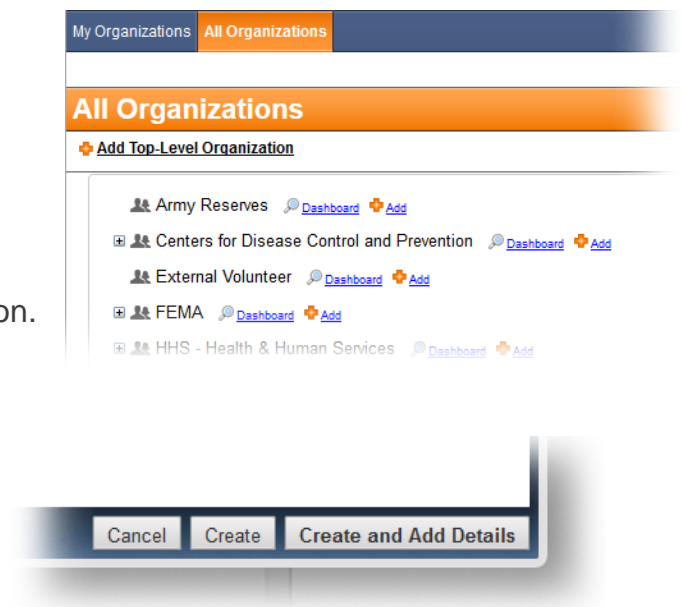 My Organizations All Organizations
All Organizations
Add Top-Level Organization
Army Reserves Dashboard Add
Centers for Disease Control and Prevention Dashboard Add
External Volunteer Dashboard Add
on.
FEMA Dashboard Add
HHS - Health & Human Services Dashboard Add
Cancel Create Create and Add Details